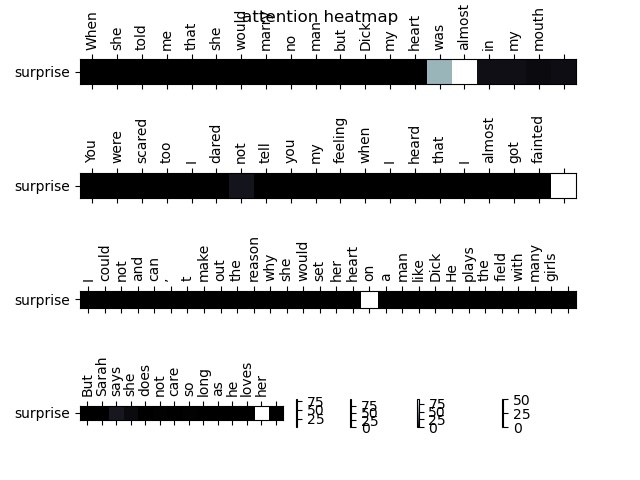 attention heatmap
When she told me that she would marry no man but Dick my heart was almost in my mouth
surprise
You were scared too I dared not tell you my feeling when I heard that I almost got fainted
surprise
I could not and can ' t make out the reason why she would set her heart on a man like Dick He plays the field with many girls
surprise
But Sarah says she does not care so long as he loves her
surprise
75 50 25
75 50 25 0
75 50 25 0
50 25 0